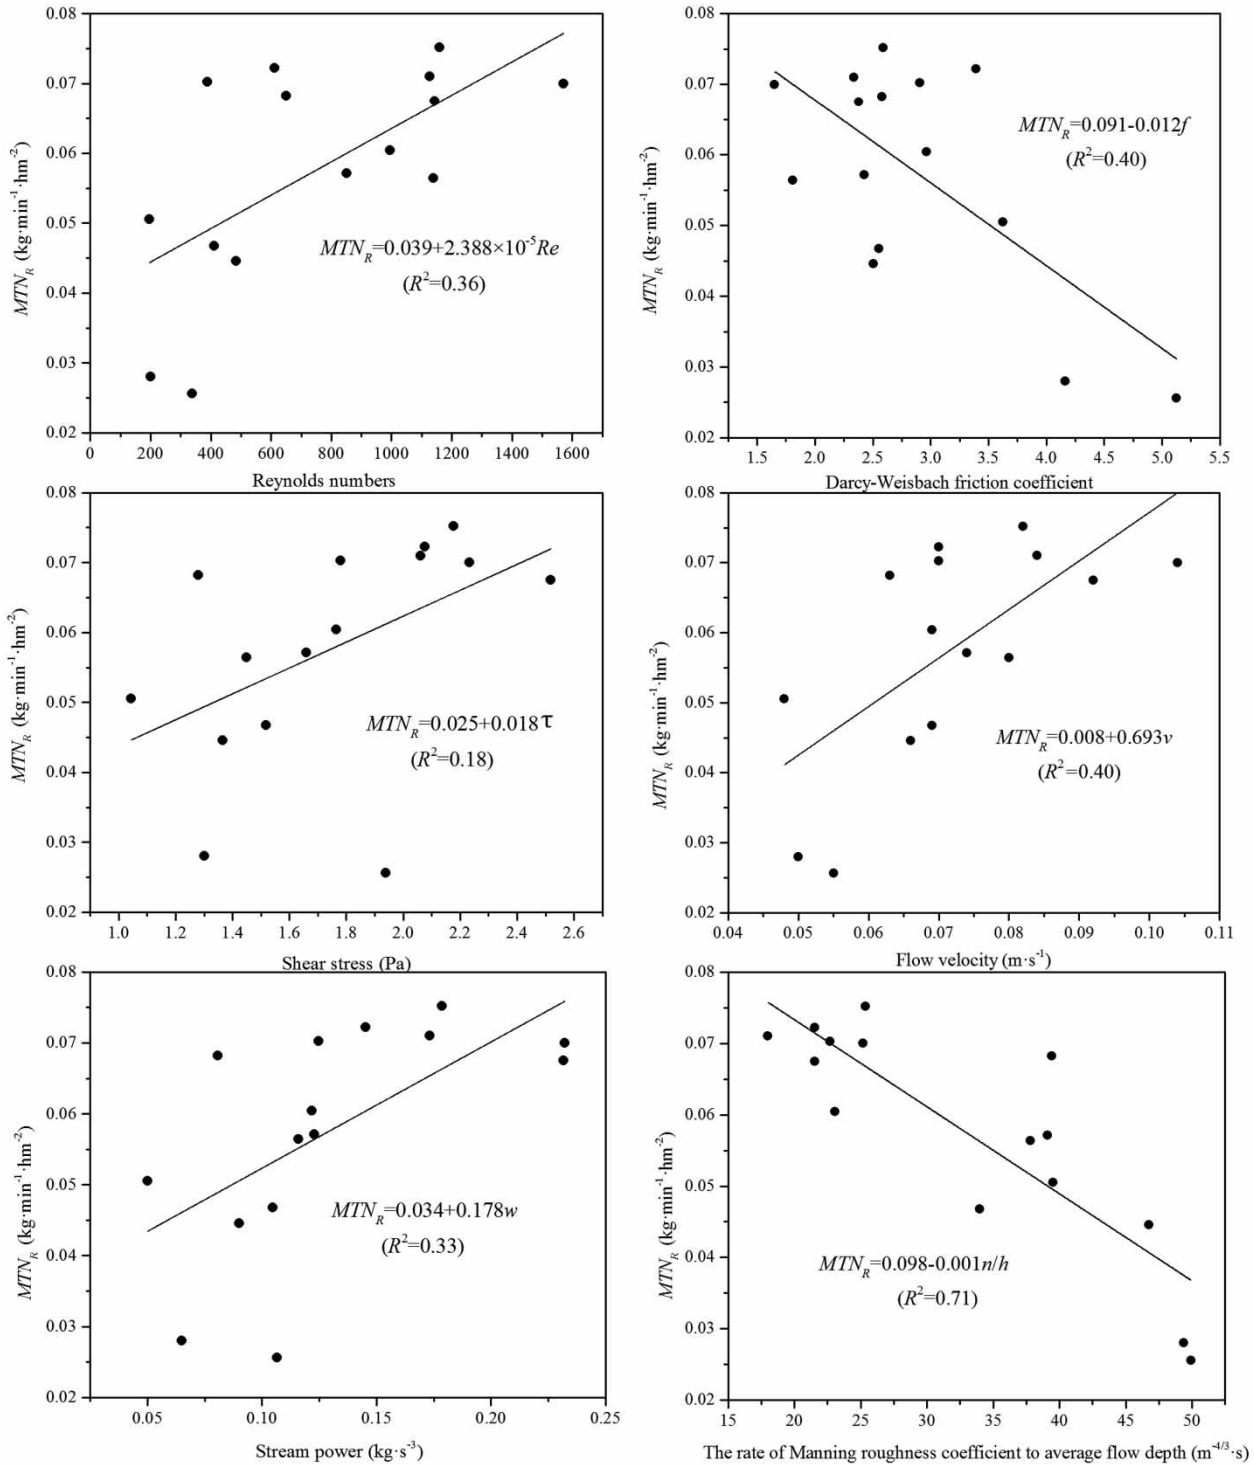 0.08
0.07
0.06
0.05
0.04
0.03
0.02
MTN_R (kg·min⁻¹·hm⁻²)
MTN_R=0.039+2.388×10⁻⁵Re
(R²=0.36)
0 200 400 600 800 1000 1200 1400 1600
Reynolds numbers
0.08
0.07
0.06
0.05
0.04
0.03
0.02
MTN_R (kg·min⁻¹·hm⁻²)
MTN_R=0.091-0.012f
(R²=0.40)
1.5 2.0 2.5 3.0 3.5 4.0 4.5 5.0 5.5
Darcy-Weisbach friction coefficient
0.08
0.07
0.06
0.05
0.04
0.03
0.02
MTN_R (kg·min⁻¹·hm⁻²)
MTN_R=0.025+0.018τ
(R²=0.18)
1.0 1.2 1.4 1.6 1.8 2.0 2.2 2.4 2.6
Shear stress (Pa)
0.08
0.07
0.06
0.05
0.04
0.03
0.02
MTN_R (kg·min⁻¹·hm⁻²)
MTN_R=0.008+0.693v
(R²=0.40)
0.04 0.05 0.06 0.07 0.08 0.09 0.10 0.11
Flow velocity (m·s⁻¹)
0.08
0.07
0.06
0.05
0.04
0.03
0.02
MTN_R (kg·min⁻¹·hm⁻²)
MTN_R=0.034+0.178w
(R²=0.33)
0.05 0.10 0.15 0.20 0.25
Stream power (kg·s⁻³)
0.08
0.07
0.06
0.05
0.04
0.03
0.02
MTN_R (kg·min⁻¹·hm⁻²)
MTN_R=0.098-0.001n/h
(R²=0.71)
15 20 25 30 35 40 45 50
The rate of Manning roughness coefficient to average flow depth (m⁻⁴ᐟ³·s)